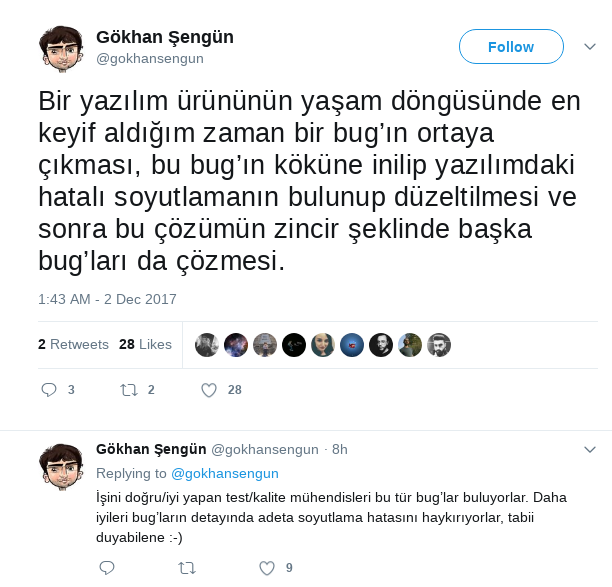 Gökhan Şengün
@gokhansengun
Follow
Bir yazılım ürününün yaşam döngüsünde en
keyif aldığım zaman bir bug’ın ortaya
çıkması, bu bug’ın köküne inilip yazılımdaki
hatalı soyutlamanın bulunup düzeltilmesi ve
sonra bu çözümün zincir şeklinde başka
bug’ları da çözmesi.
1:43 AM - 2 Dec 2017
2 Retweets 28 Likes
3 2 28
Gökhan Şengün @gokhansengun · 8h
Replying to @gokhansengun
İşini doğru/iyi yapan test/kalite mühendisleri bu tür bug’lar buluyorlar. Daha
iyileri bug’ların detayında adeta soyutlama hatasını haykırıyorlar, tabii
duyabilene :-)
9